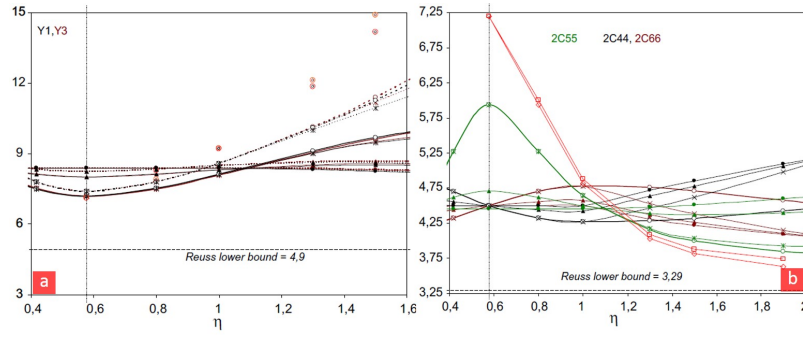 15
12
9
6
3
Y1,Y3
Reuss lower bound = 4,9
a
0,4 0,6 0,8 1 1,2 1,4 1,6
η
7,25
6,75
6,25
5,75
5,25
4,75
4,25
3,75
3,25
2C55 2C44, 2C66
Reuss lower bound = 3,29
b
0,4 0,6 0,8 1 1,2 1,4 1,6 1,8 2
η